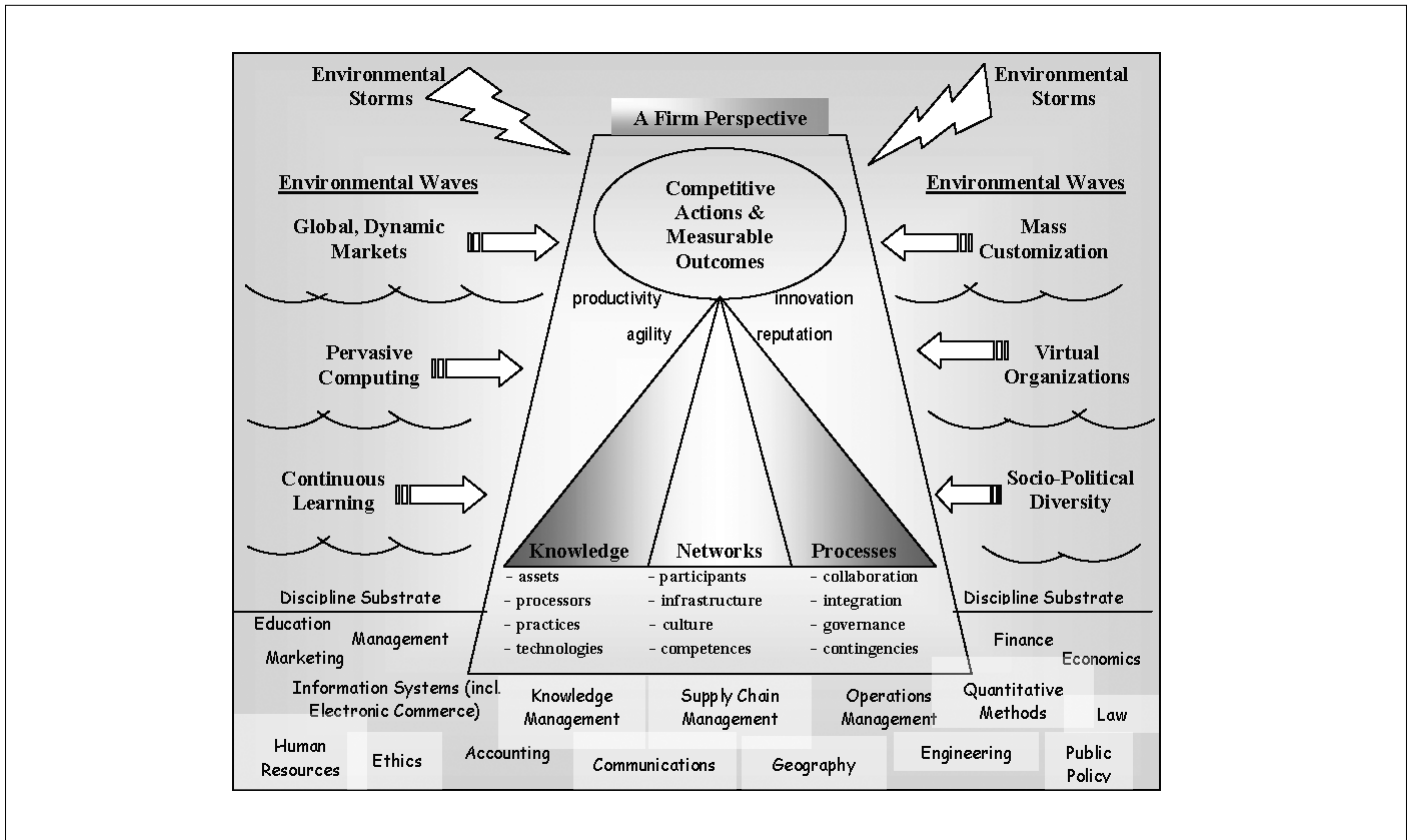 Environmental
Storms
Environmental
Storms
A Firm Perspective
Environmental Waves
Environmental Waves
Competitive
Actions &
Measurable
Outcomes
Global, Dynamic
Markets
Mass
Customization
productivity
innovation
agility
reputation
Pervasive
Computing
Virtual
Organizations
Continuous
Learning
Socio-Political
Diversity
Knowledge
- assets
- processors
- practices
- technologies
Networks
- participants
- infrastructure
- culture
- competences
Processes
- collaboration
- integration
- governance
- contingencies
Discipline Substrate
Discipline Substrate
Education
Management
Marketing
Finance
Economics
Information Systems (incl.
Electronic Commerce)
Knowledge
Management
Supply Chain
Management
Operations
Management
Quantitative
Methods
Law
Human
Resources
Ethics
Accounting
Communications
Geography
Engineering
Public
Policy